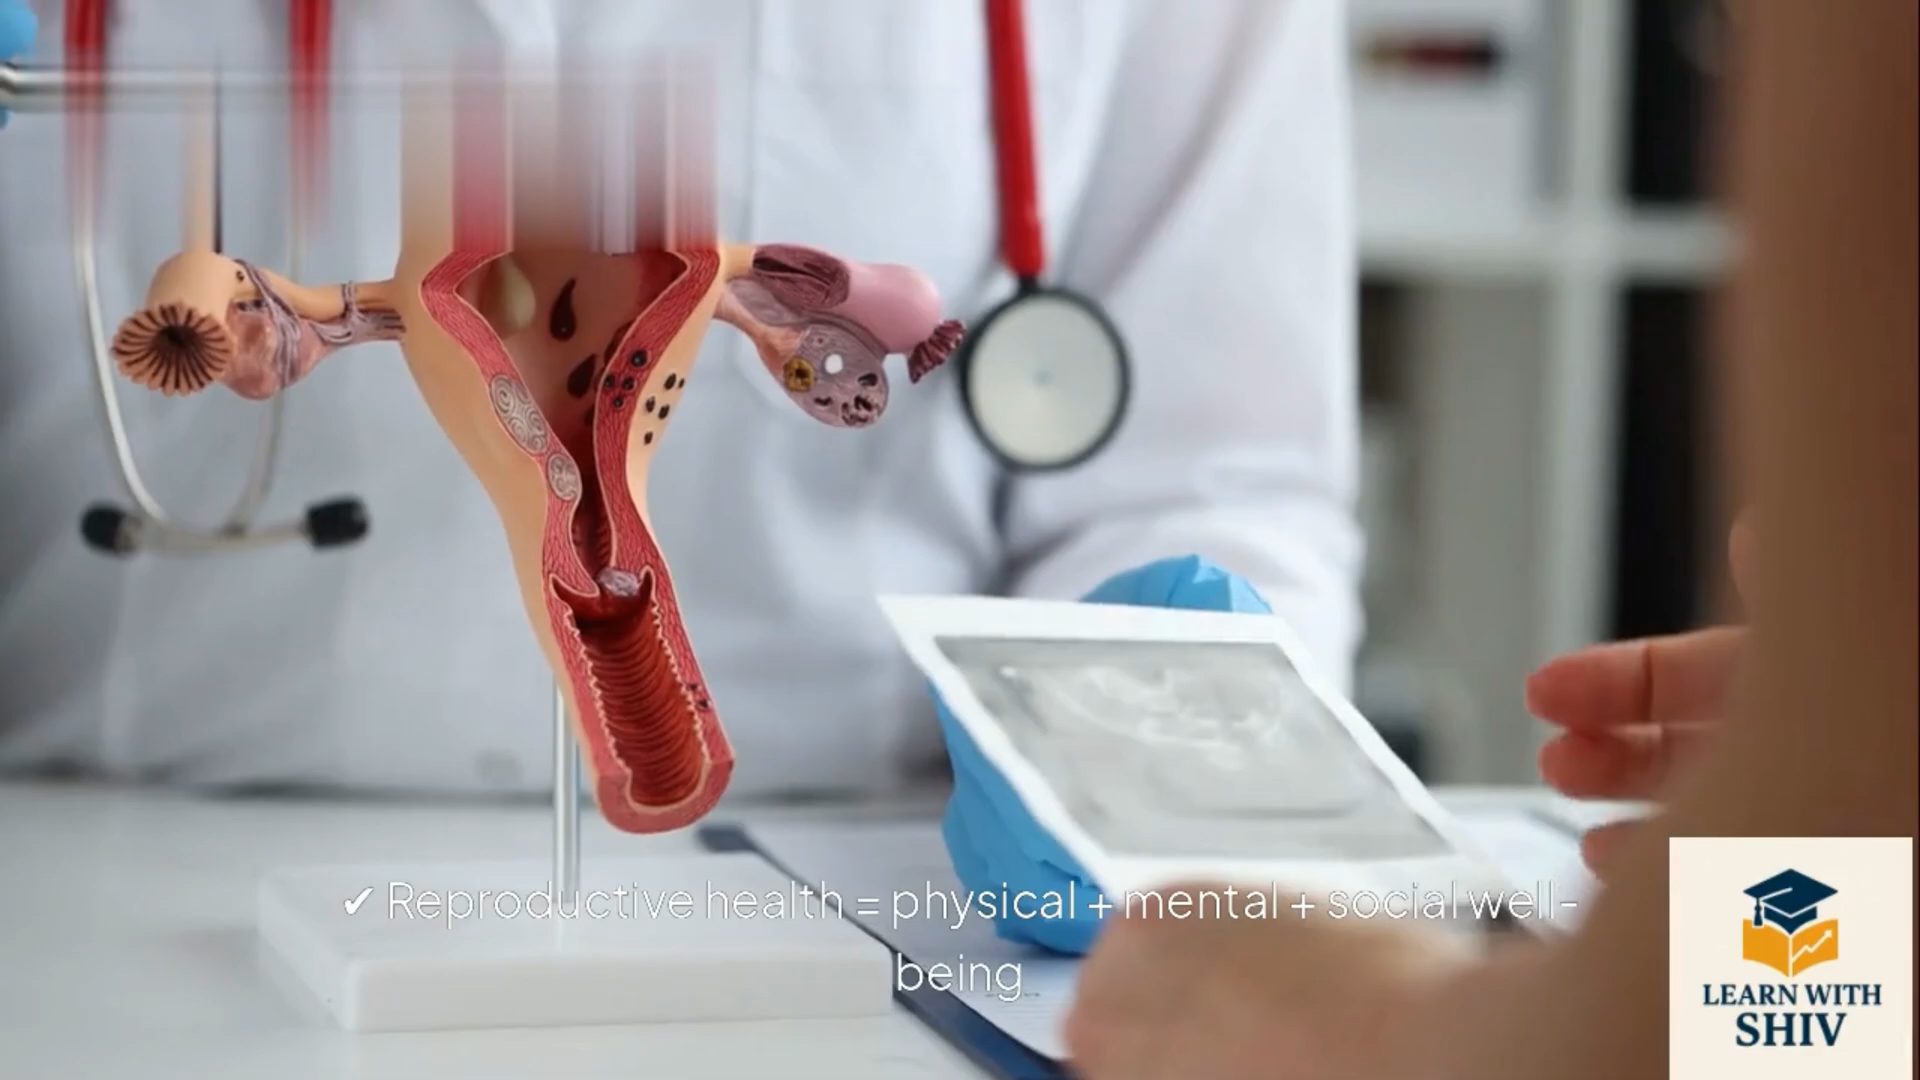 ✔ Reproductive health = physical + mental + social well-
being
LEARN WITH
SHIV